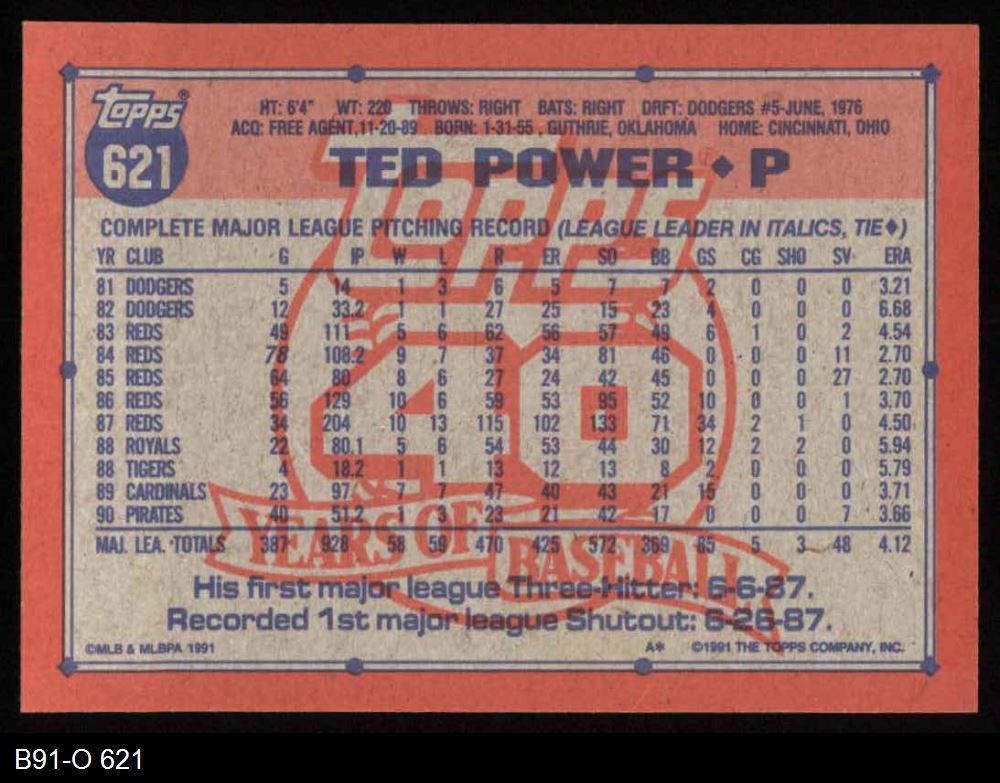 topps®
621
HT: 6'4" WT: 220 THROWS: RIGHT BATS: RIGHT DRFT: DODGERS #5-JUNE, 1976
ACQ: FREE AGENT, 11-20-89 BORN: 1-31-55, GUTHRIE, OKLAHOMA HOME: CINCINNATI, OHIO
TED POWER ♦ P
TOPPS
40
YEARS OF BASEBALL
COMPLETE MAJOR LEAGUE PITCHING RECORD (LEAGUE LEADER IN ITALICS, TIE♦)
YR CLUB G IP W L R ER SO BB GS CG SHO SV ERA
81 DODGERS 5 14 1 3 6 5 7 7 2 0 0 0 3.21
82 DODGERS 12 33.2 1 1 27 25 15 23 4 0 0 0 6.68
83 REDS 49 111 5 6 62 56 57 49 6 1 0 2 4.54
84 REDS 78 108.2 9 7 37 34 81 46 0 0 0 11 2.70
85 REDS 64 80 8 6 27 24 42 45 0 0 0 27 2.70
86 REDS 56 129 10 6 59 53 95 52 10 0 0 1 3.70
87 REDS 34 204 10 13 115 102 133 71 34 2 1 0 4.50
88 ROYALS 22 80.1 5 6 54 53 44 30 12 2 2 0 5.94
88 TIGERS 4 18.2 1 1 13 12 13 8 2 0 0 0 5.79
89 CARDINALS 23 97 7 7 47 40 43 21 15 0 0 0 3.71
90 PIRATES 40 51.2 1 3 23 21 42 17 0 0 0 7 3.66
MAJ. LEA. TOTALS 387 928 58 59 470 425 572 369 85 5 3 48 4.12
His first major league Three-Hitter: 6-6-87.
Recorded 1st major league Shutout: 6-26-87.
©MLB & MLBPA 1991 A* ©1991 THE TOPPS COMPANY, INC.
B91-O 621